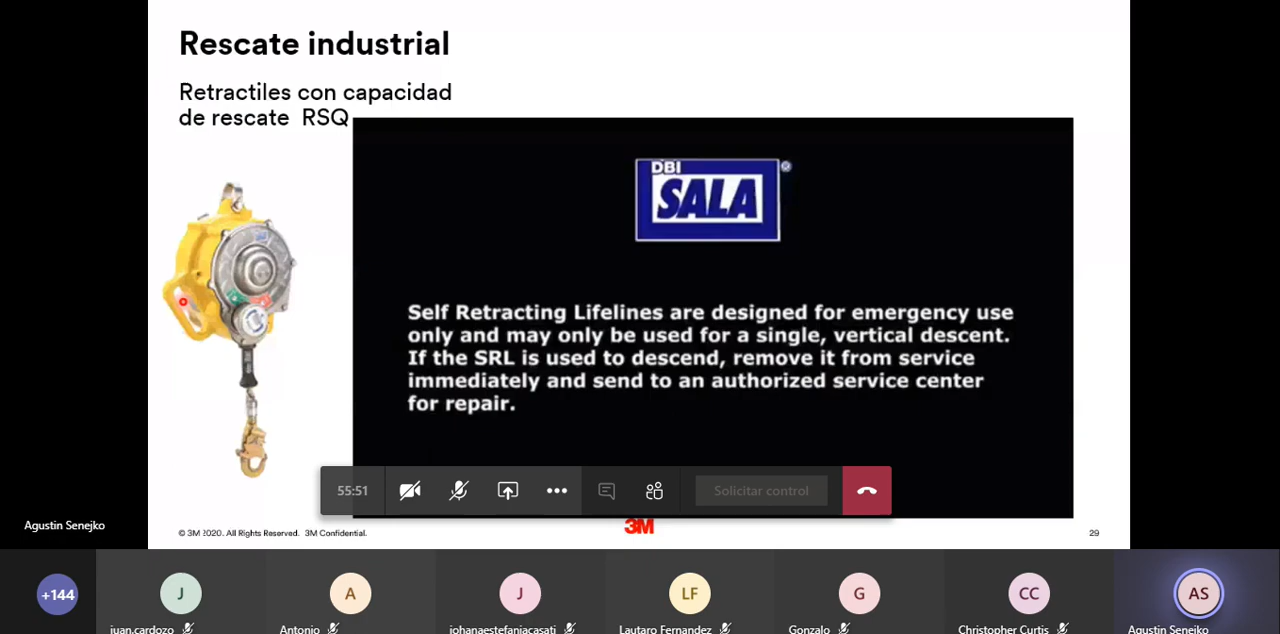 Rescate industrial
Retractiles con capacidad
de rescate RSQ
DBI
SALA
®
Self Retracting Lifelines are designed for emergency use
only and may only be used for a single, vertical descent.
If the SRL is used to descend, remove it from service
immediately and send to an authorized service center
for repair.
55:51
Solicitar control
Agustin Senejko
© 3M 2020. All Rights Reserved. 3M Confidential.
3M
29
+144
J
A
J
LF
G
CC
AS
juan.cardozo
Antonio
johanaestefaniacasati
Lautaro Fernandez
Gonzalo
Christopher Curtis
Agustin Senejko